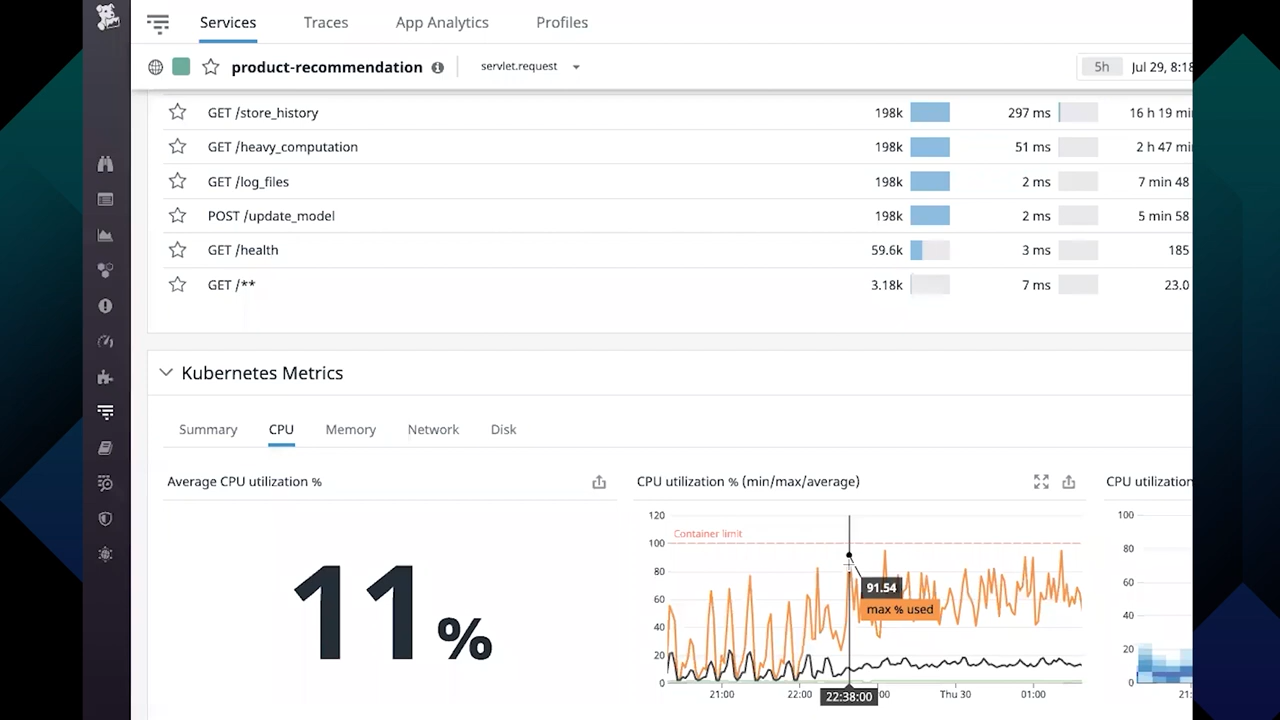 Services Traces App Analytics Profiles
product-recommendation servlet.request 5h Jul 29, 8:18
GET /store_history 198k 297 ms 16 h 19 min
GET /heavy_computation 198k 51 ms 2 h 47 min
GET /log_files 198k 2 ms 7 min 48
POST /update_model 198k 2 ms 5 min 58
GET /health 59.6k 3 ms 185
GET /** 3.18k 7 ms 23.0
Kubernetes Metrics
Summary CPU Memory Network Disk
Average CPU utilization %
11 %
CPU utilization % (min/max/average)
120
100
80
60
40
20
0
Container limit
91.54
max % used
21:00 22:00 22:38:00 Thu 30 01:00
CPU utilization
100
80
60
40
20
0